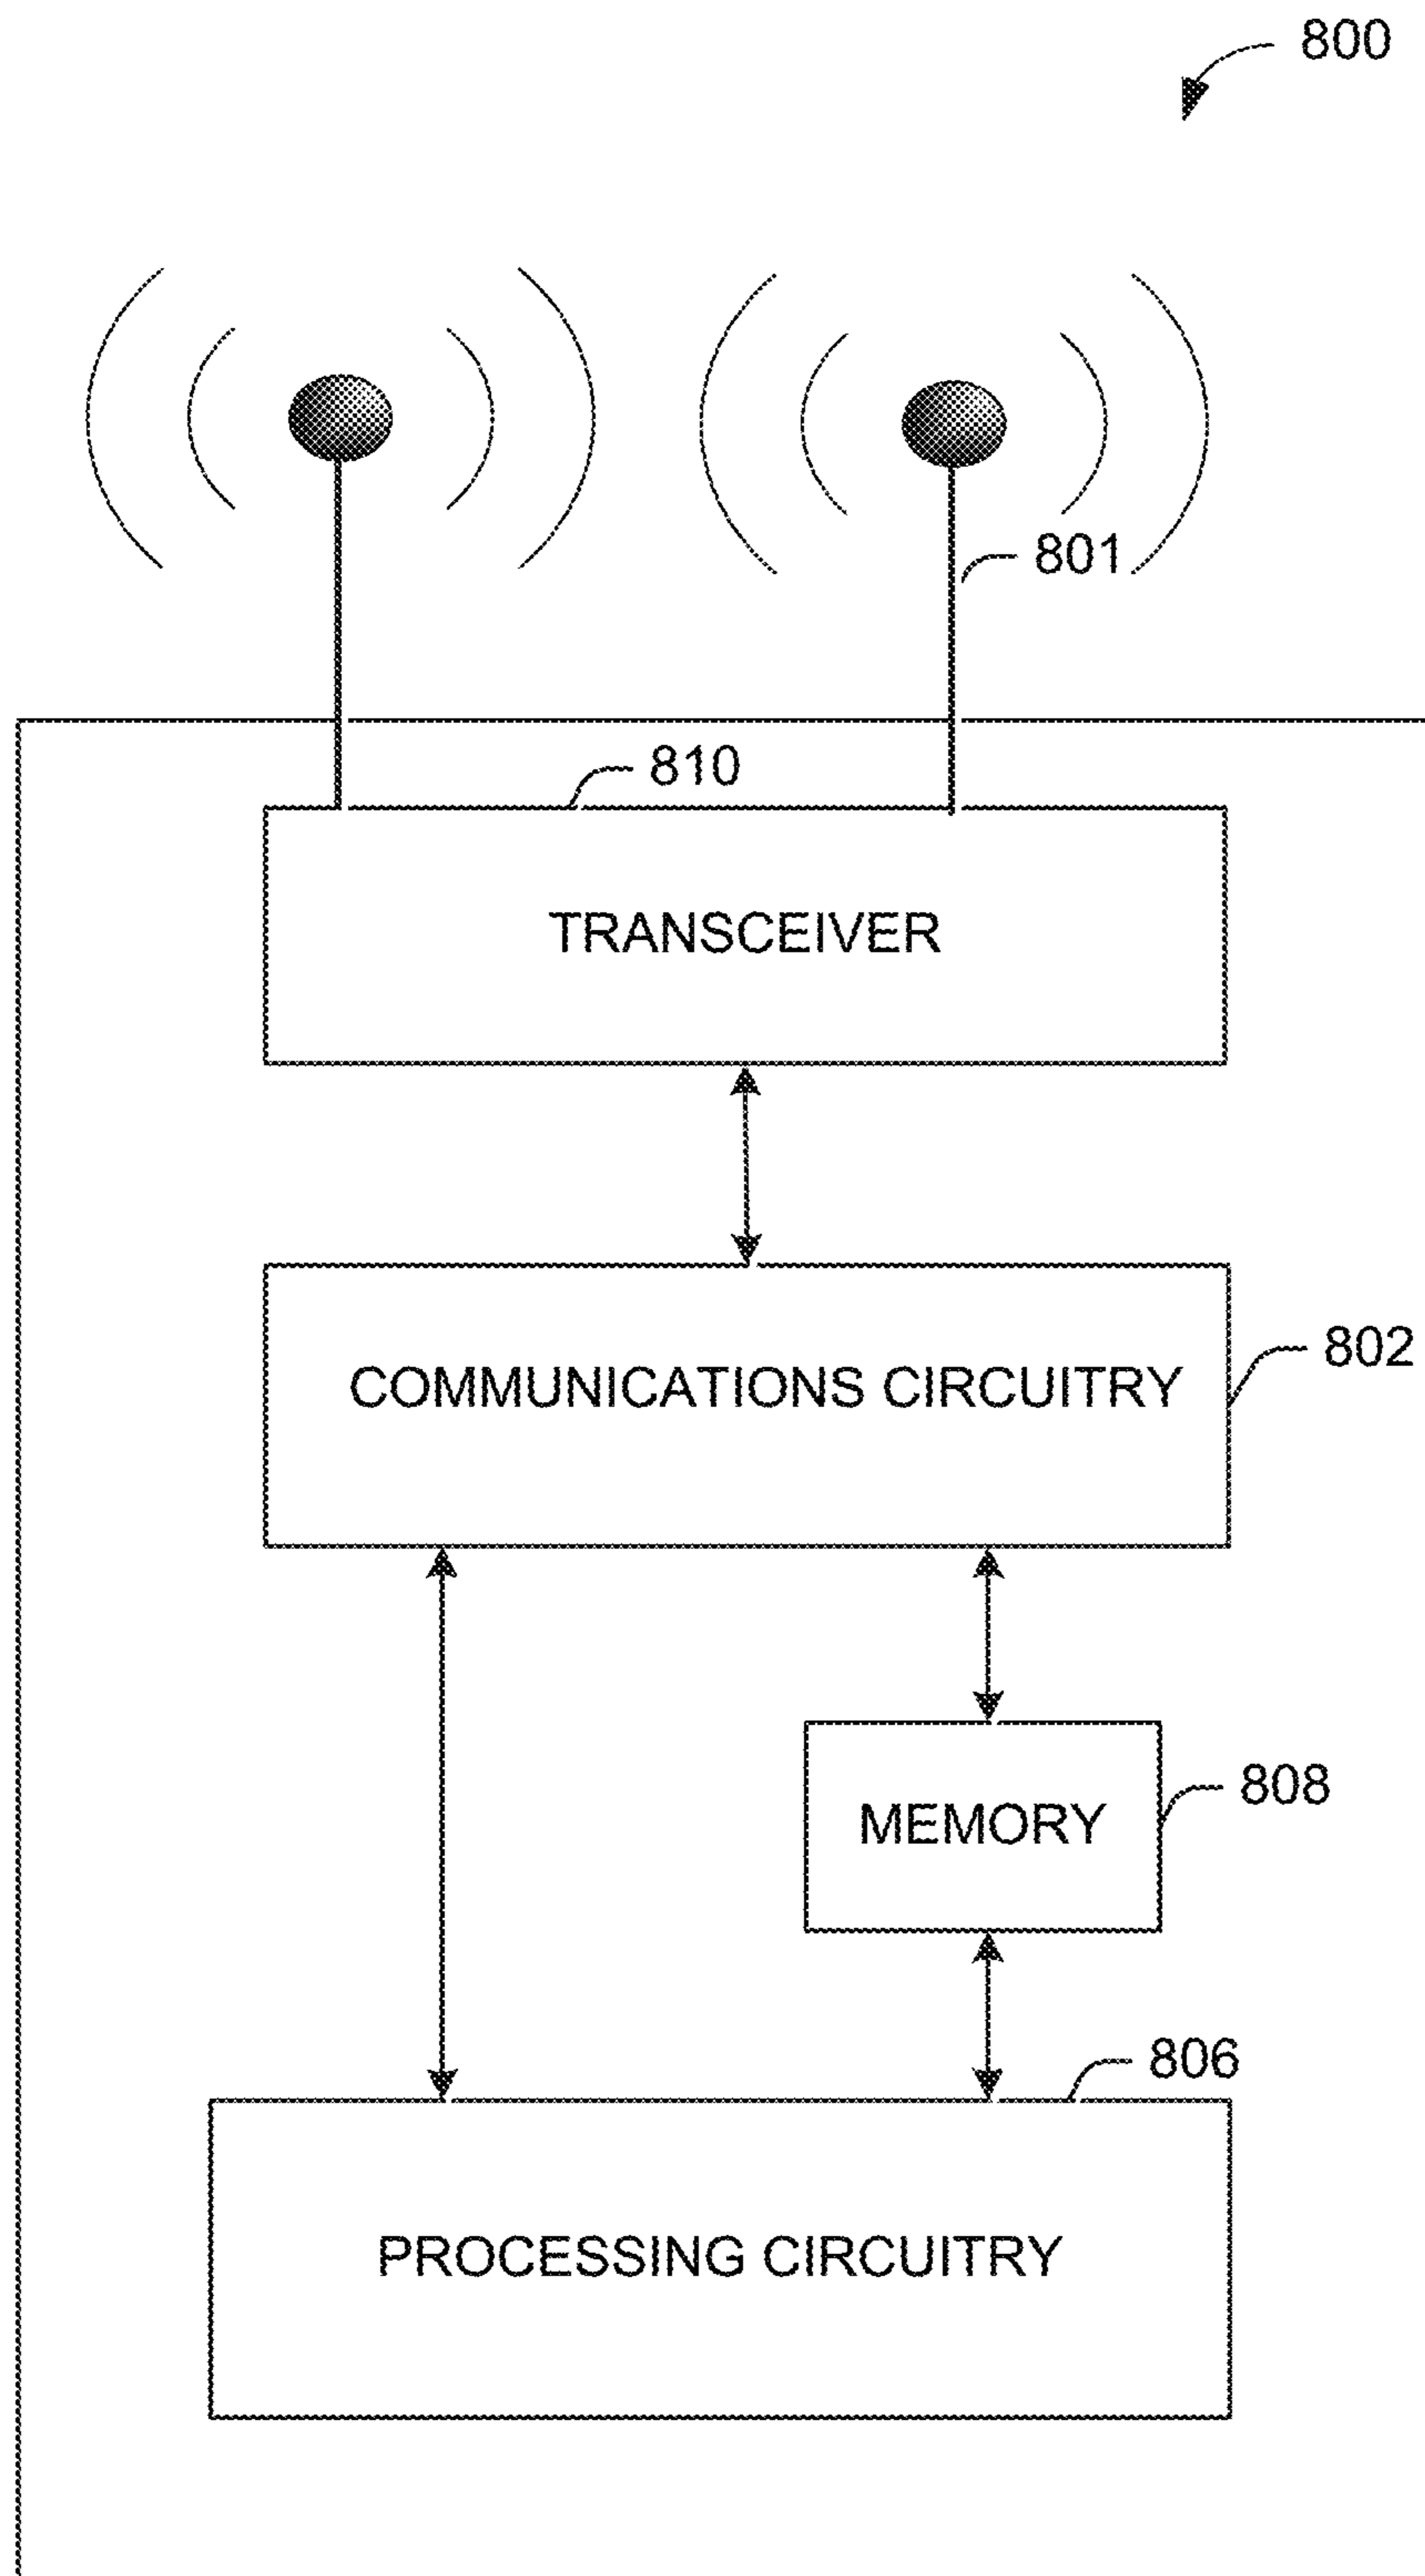 800
801
810
TRANSCEIVER
COMMUNICATIONS CIRCUITRY
802
808
MEMORY
806
PROCESSING CIRCUITRY